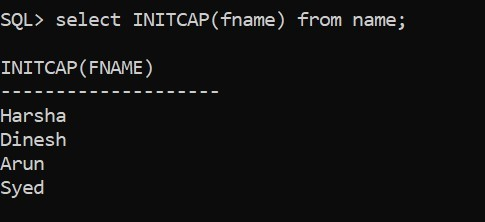 SQL> select INITCAP(fname) from name;
INITCAP(FNAME)
--------------------
Harsha
Dinesh
Arun
Syed